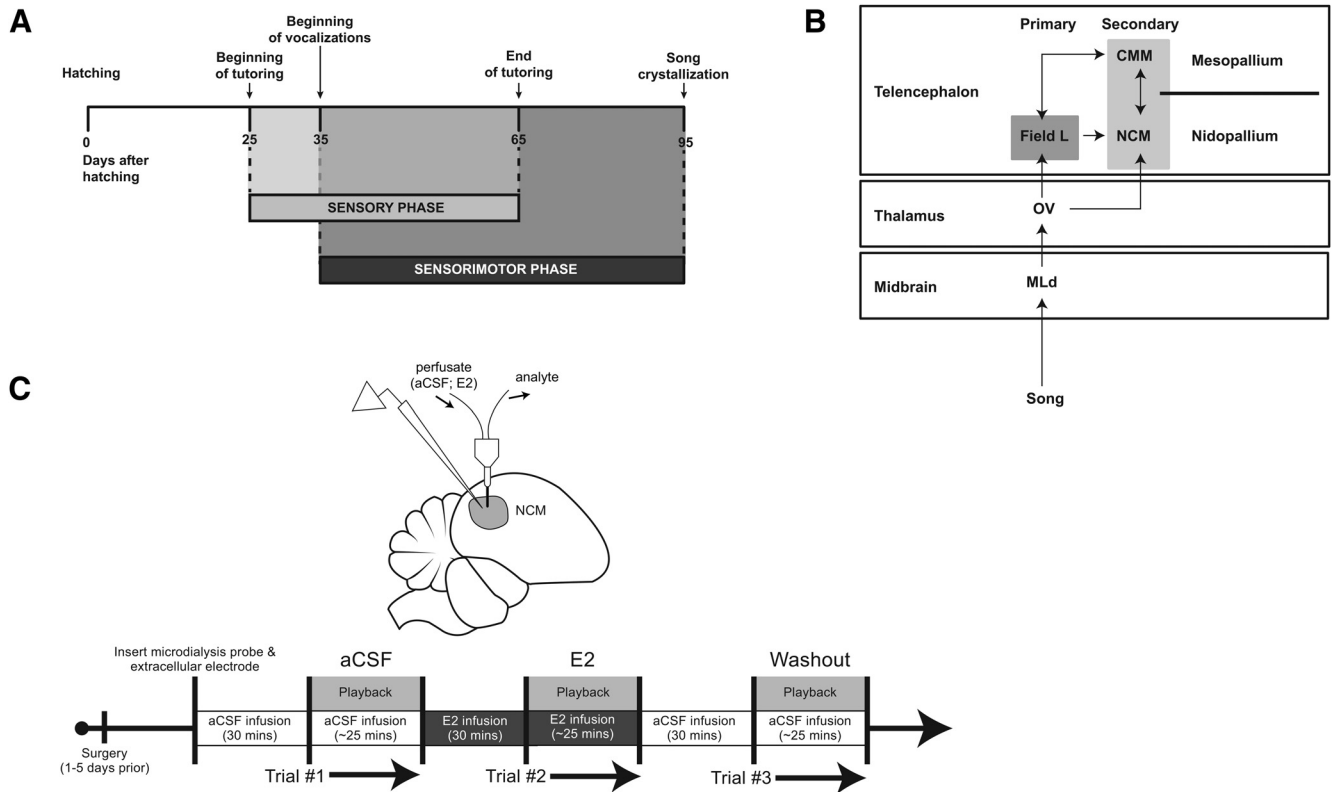 A
Beginning
of vocalizations
Hatching
Beginning
of tutoring
End
of tutoring
Song
crystallization
0
25
35
65
95
Days after
hatching
SENSORY PHASE
SENSORIMOTOR PHASE
B
Primary
Secondary
Telencephalon
CMM
Mesopallium
Field L
NCM
Nidopallium
Thalamus
OV
Midbrain
MLd
Song
C
perfusate
(aCSF; E2)
analyte
NCM
Insert microdialysis probe &
extracellular electrode
aCSF
E2
Washout
Playback
Playback
Playback
aCSF infusion
(30 mins)
aCSF infusion
(~25 mins)
E2 infusion
(30 mins)
E2 infusion
(~25 mins)
aCSF infusion
(30 mins)
aCSF infusion
(~25 mins)
Surgery
(1-5 days prior)
Trial #1
Trial #2
Trial #3